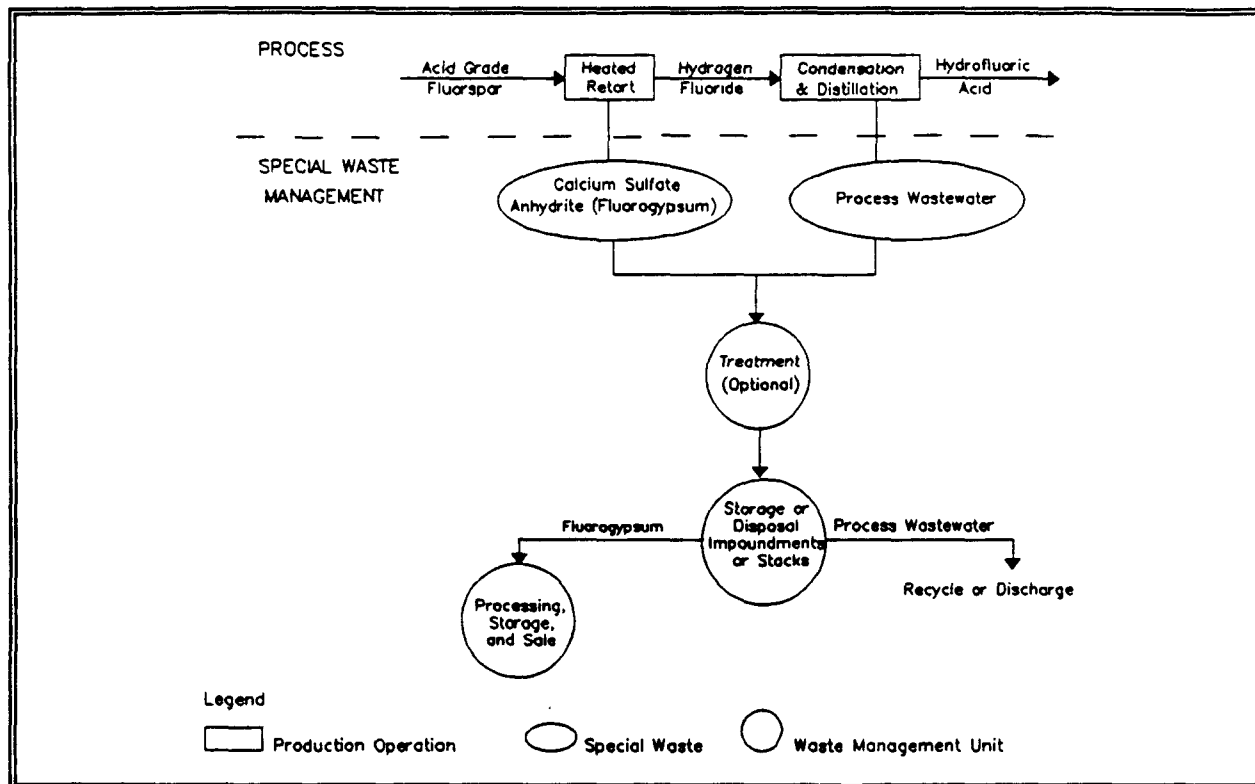 PROCESS
Acid Grade
Fluorspar
Heated
Retort
Hydrogen
Fluoride
Condensation
& Distillation
Hydrofluoric
Acid
SPECIAL WASTE
MANAGEMENT
Calcium Sulfate
Anhydrite (Fluorogypsum)
Process Wastewater
Treatment
(Optional)
Storage or
Disposal
Impoundments
or Stacks
Fluorogypsum
Process Wastewater
Recycle or Discharge
Processing,
Storage,
and Sale
Legend
Production Operation
Special Waste
Waste Management Unit